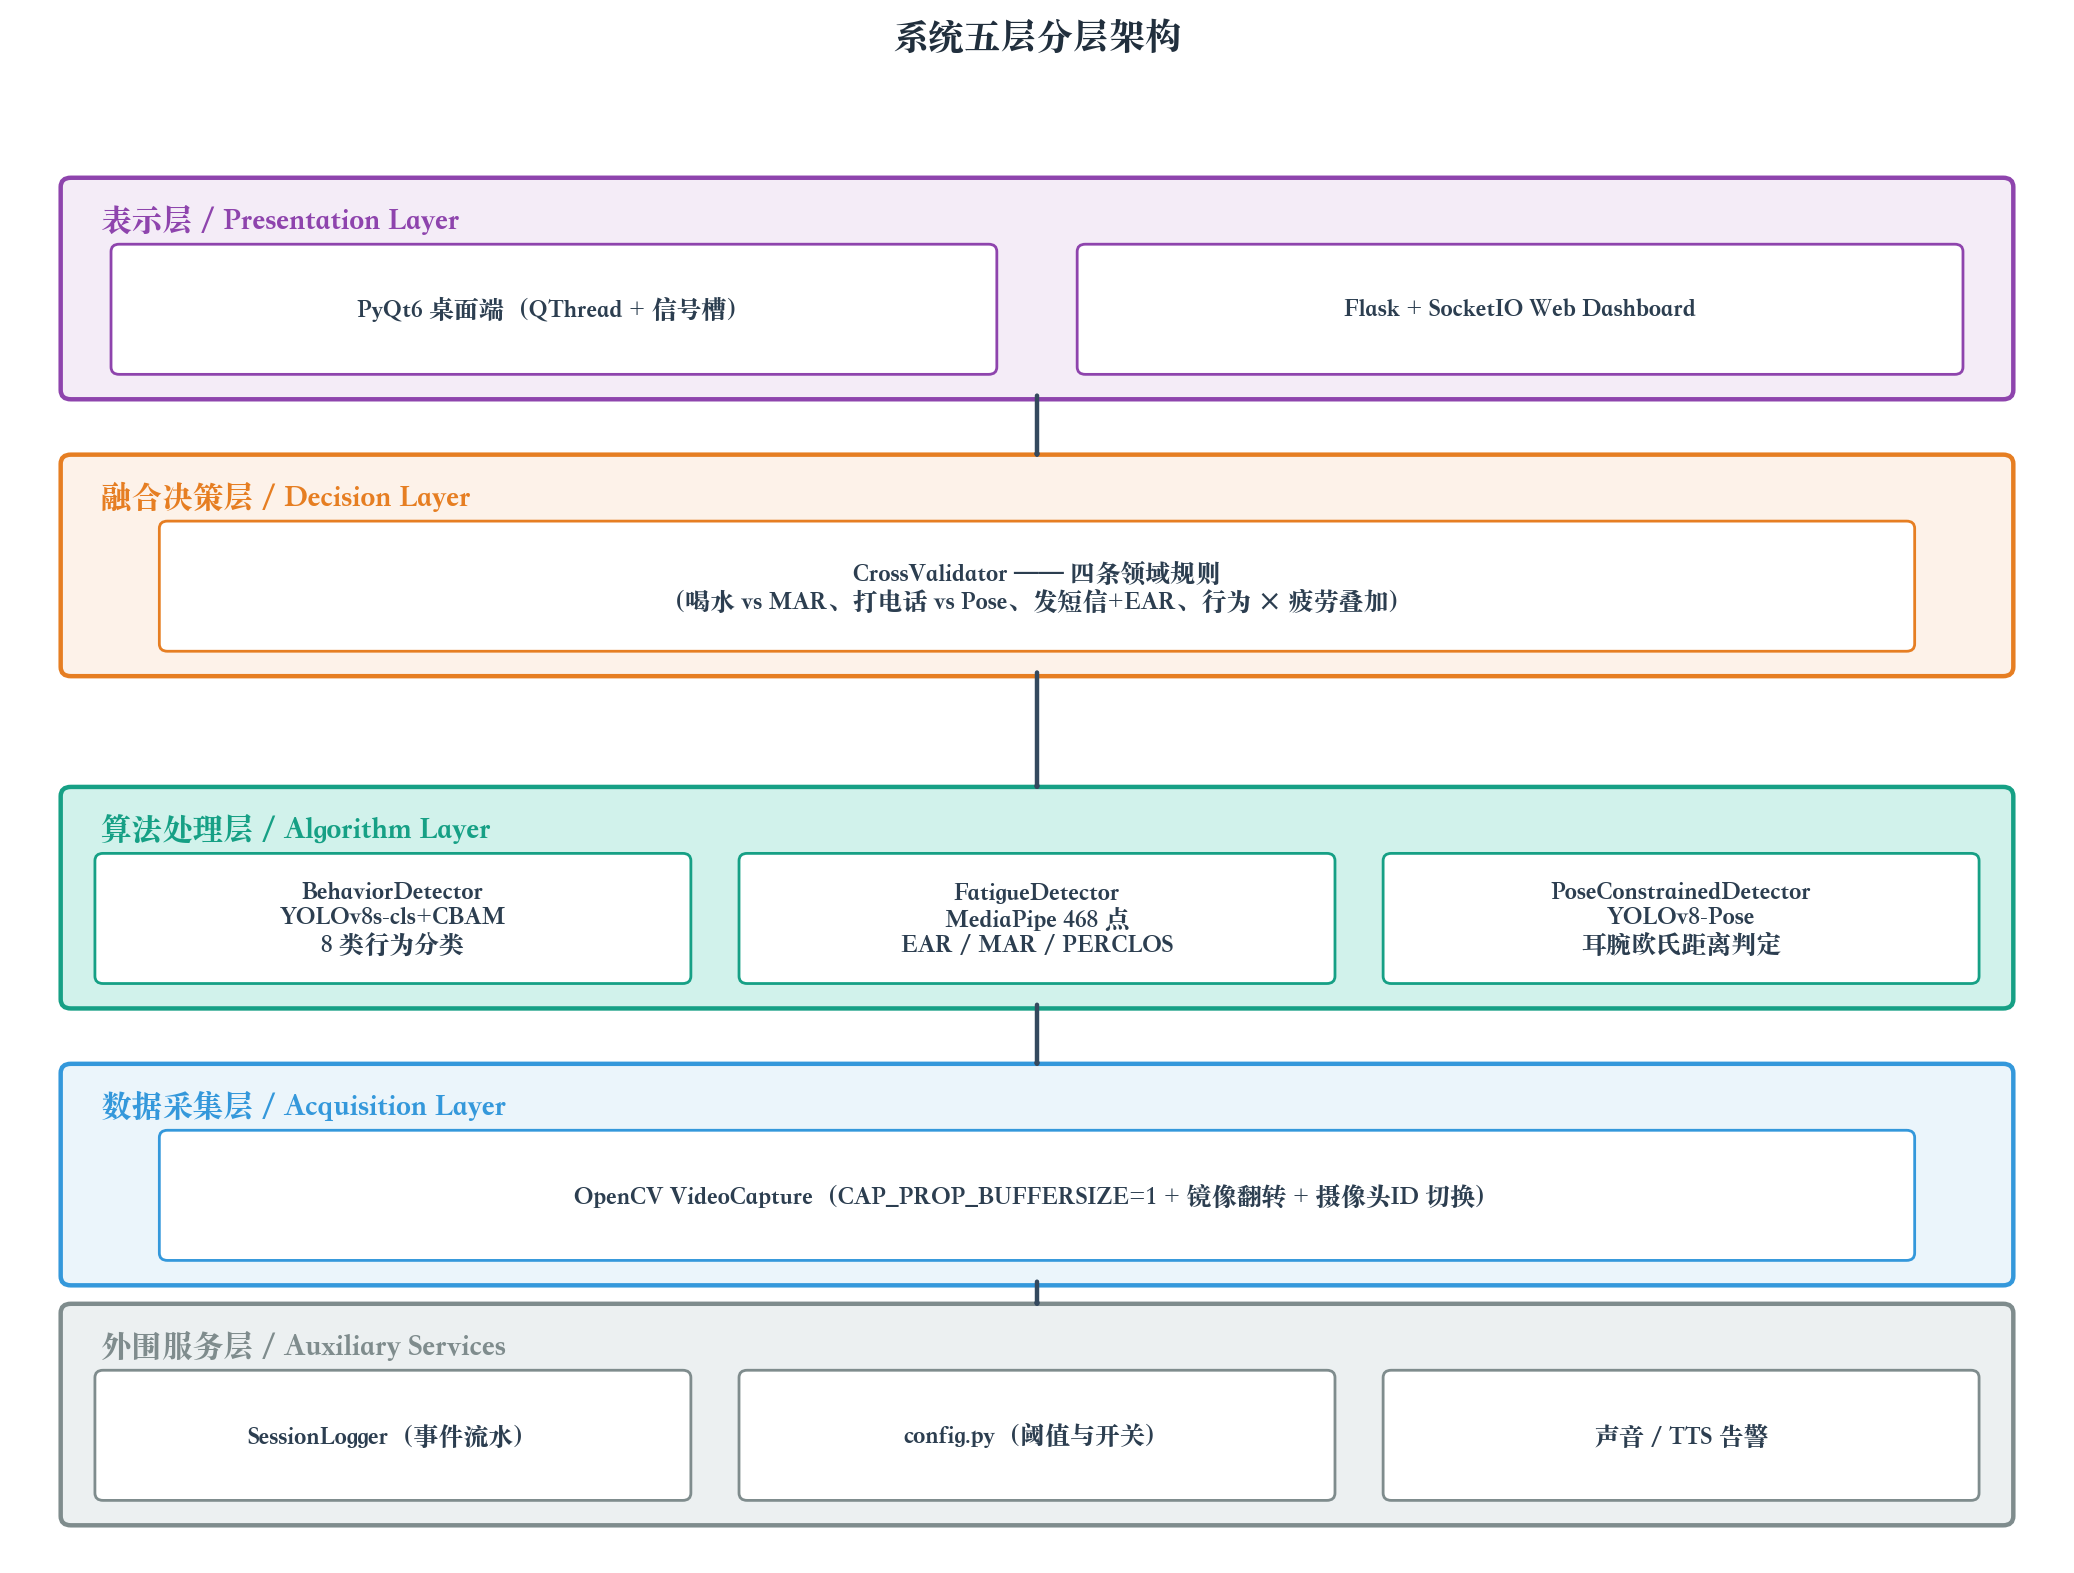 系统五层分层架构
表示层 / Presentation Layer
PyQt6 桌面端（QThread + 信号槽）
Flask + SocketIO Web Dashboard
融合决策层 / Decision Layer
CrossValidator —— 四条领域规则
（喝水 vs MAR、打电话 vs Pose、发短信+EAR、行为 × 疲劳叠加）
算法处理层 / Algorithm Layer
BehaviorDetector
YOLOv8s-cls+CBAM
8 类行为分类
FatigueDetector
MediaPipe 468 点
EAR / MAR / PERCLOS
PoseConstrainedDetector
YOLOv8-Pose
耳腕欧氏距离判定
数据采集层 / Acquisition Layer
OpenCV VideoCapture（CAP_PROP_BUFFERSIZE=1 + 镜像翻转 + 摄像头ID 切换）
外围服务层 / Auxiliary Services
SessionLogger（事件流水）
config.py（阈值与开关）
声音 / TTS 告警